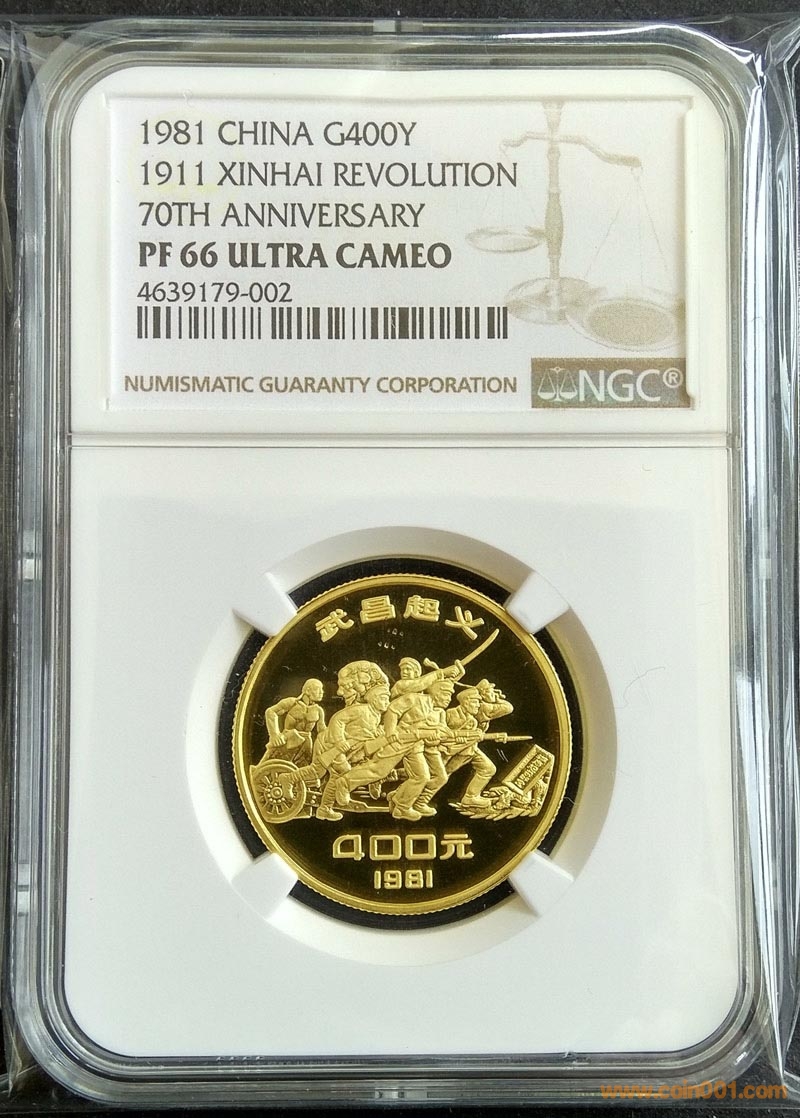 1981 CHINA G400Y
1911 XINHAI REVOLUTION
70TH ANNIVERSARY
PF 66 ULTRA CAMEO
4639179-002
NUMISMATIC GUARANTY CORPORATION
NGC®
武昌起义
400元
1981
www.coin001.com